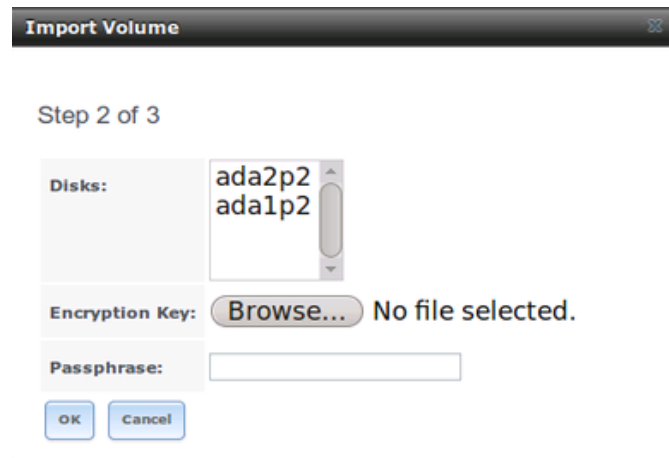 Import Volume
Step 2 of 3
Disks:
ada2p2
ada1p2
Encryption Key: Browse... No file selected.
Passphrase:
OK Cancel